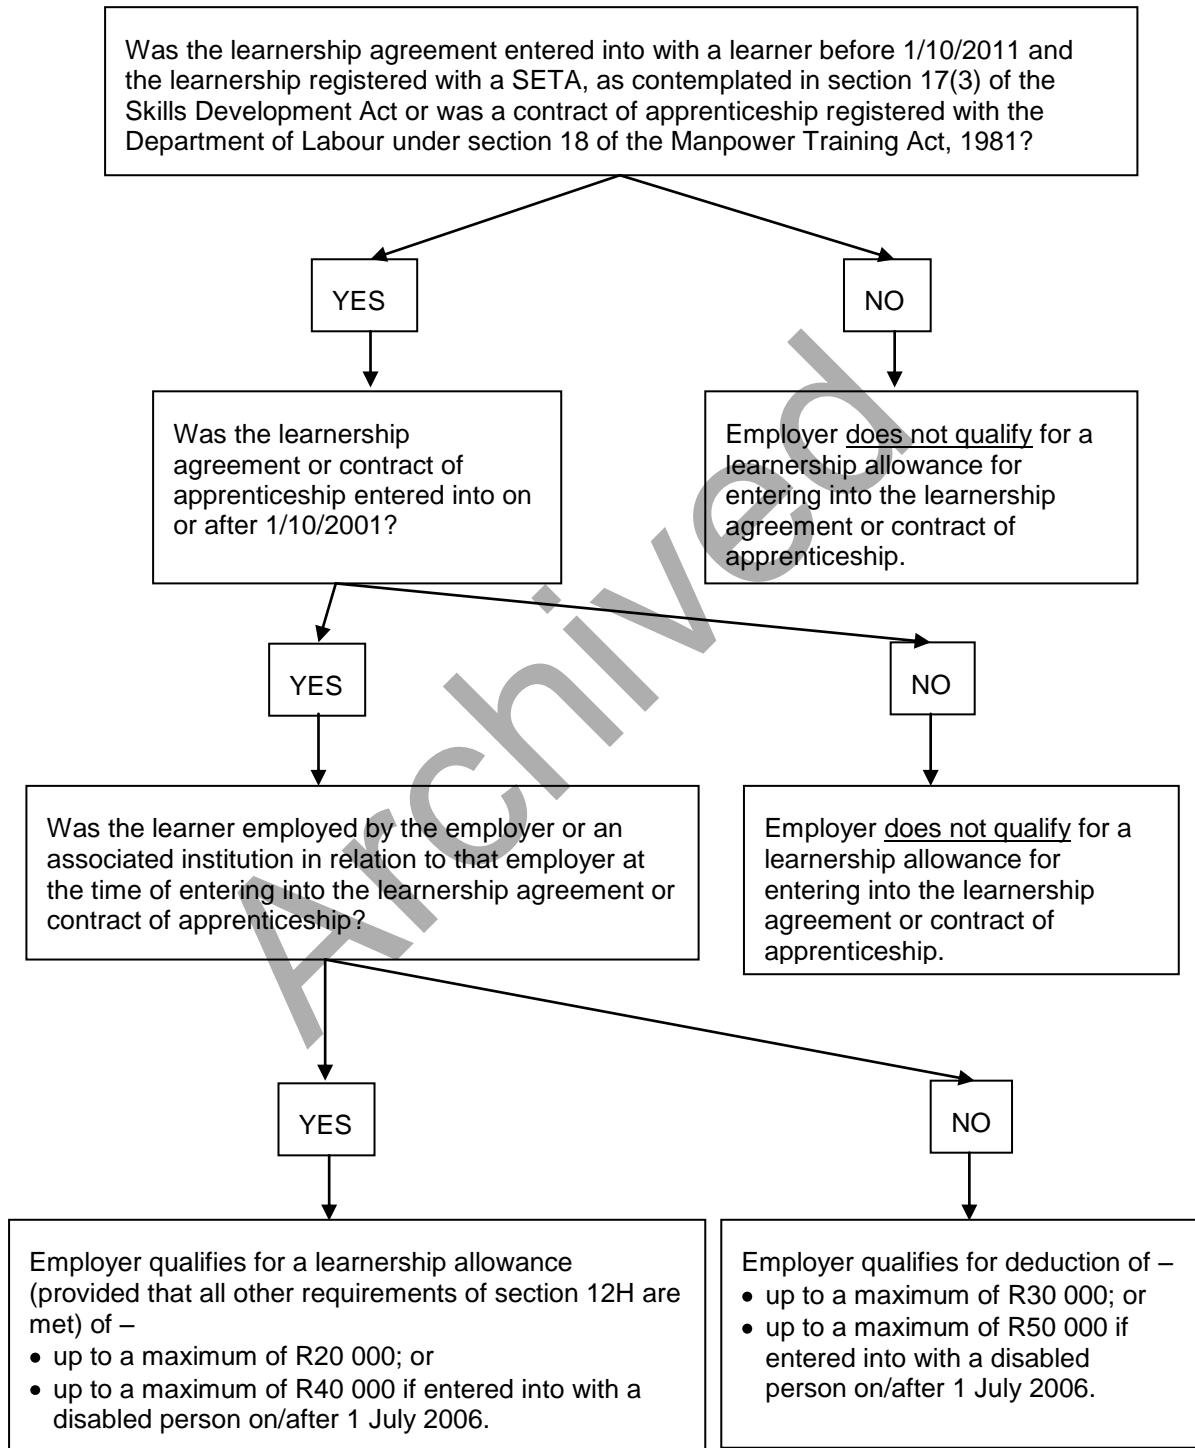 Was the learnership agreement entered into with a learner before 1/10/2011 and
the learnership registered with a SETA, as contemplated in section 17(3) of the
Skills Development Act or was a contract of apprenticeship registered with the
Department of Labour under section 18 of the Manpower Training Act, 1981?
YES
NO
Was the learnership
agreement or contract of
apprenticeship entered into on
or after 1/10/2001?
Employer does not qualify for a
learnership allowance for
entering into the learnership
agreement or contract of
apprenticeship.
YES
NO
Was the learner employed by the employer or an
associated institution in relation to that employer at
the time of entering into the learnership agreement or
contract of apprenticeship?
Employer does not qualify for a
learnership allowance for
entering into the learnership
agreement or contract of
apprenticeship.
YES
NO
Employer qualifies for a learnership allowance
(provided that all other requirements of section 12H are
met) of –
• up to a maximum of R20 000; or
• up to a maximum of R40 000 if entered into with a
disabled person on/after 1 July 2006.
Employer qualifies for deduction of –
• up to a maximum of R30 000; or
• up to a maximum of R50 000 if
entered into with a disabled
person on/after 1 July 2006.
Archived